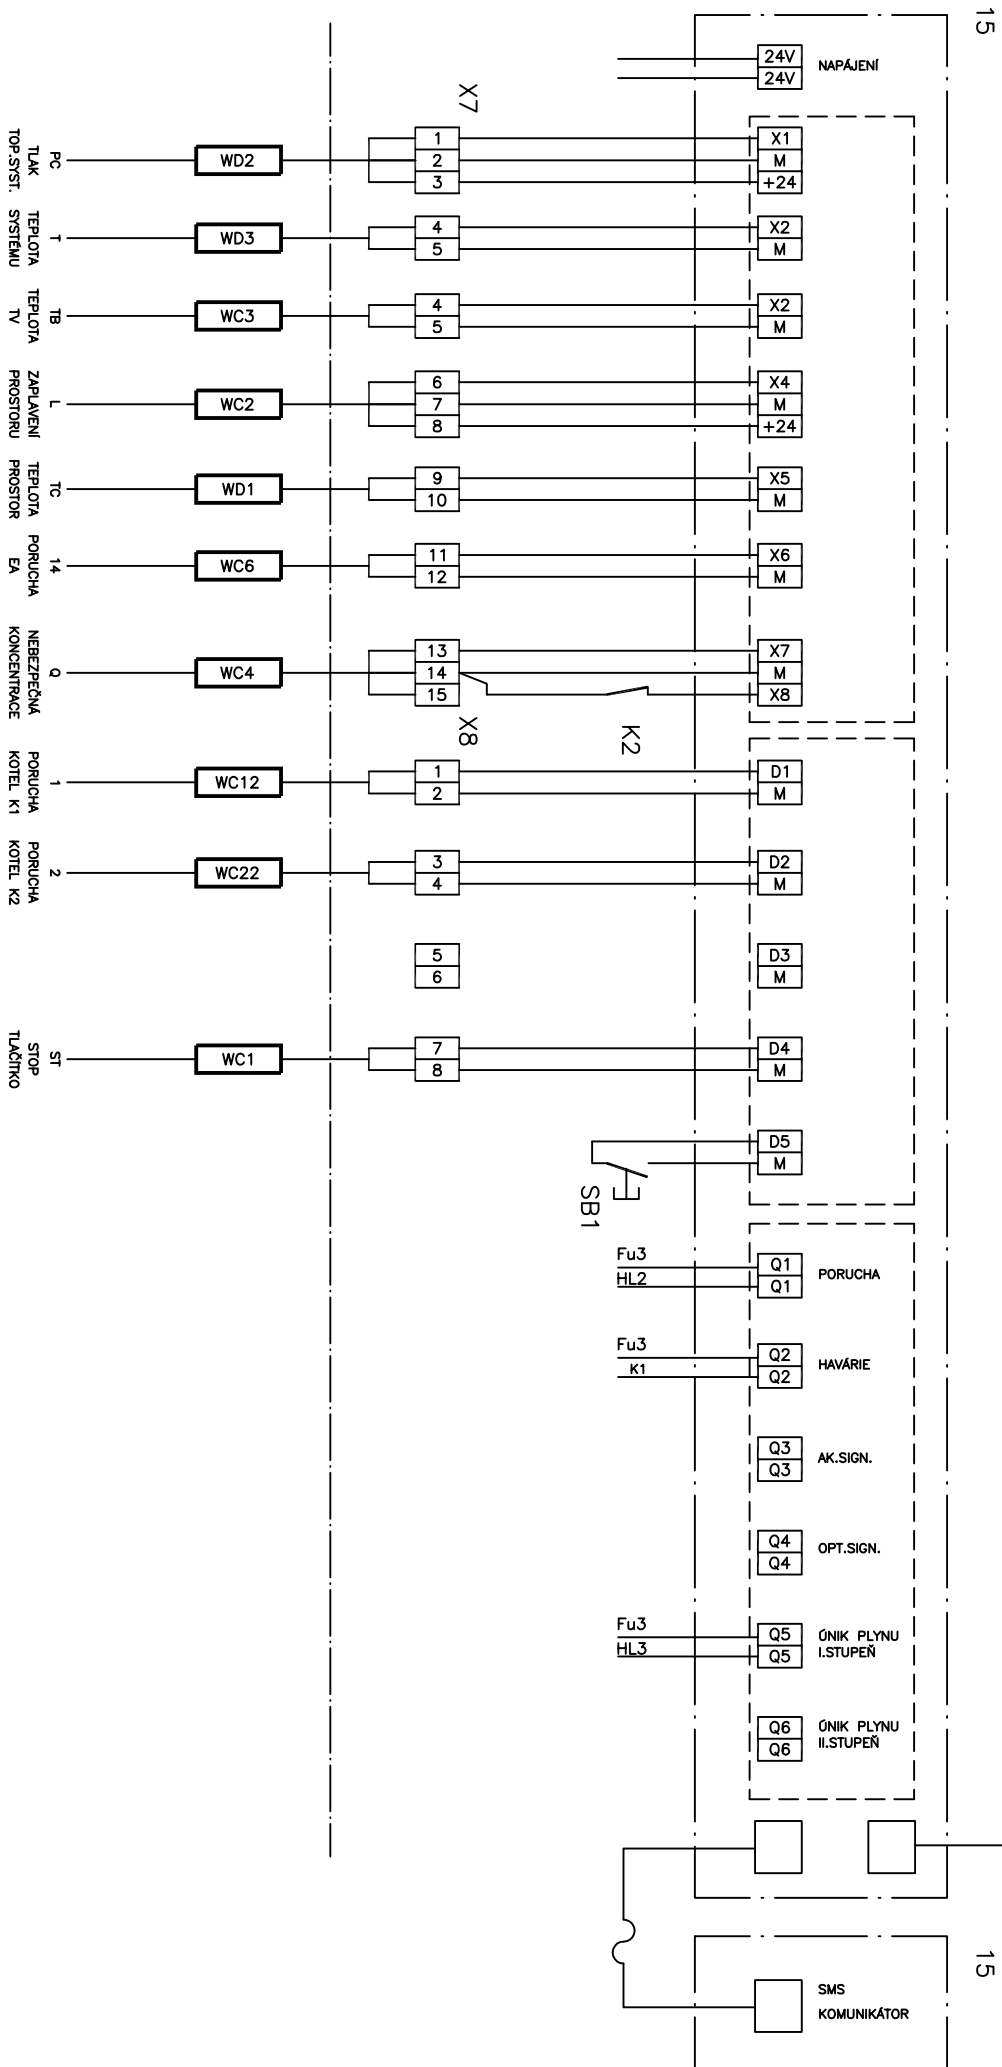 15
24V
24V
NAPÁJENÍ
X7
PC
TLAK
TOP.SYST.
WD2
1
2
3
X1
M
+24
T
TEPLOTA
SYSTÉMU
WD3
4
5
X2
M
TB
TEPLOTA
TV
WC3
4
5
X2
M
L
ZAPLAVENÍ
PROSTORU
WC2
6
7
8
X4
M
+24
TC
TEPLOTA
PROSTOR
WD1
9
10
X5
M
14
PORUCHA
EA
WC6
11
12
X6
M
Q
NEBEZPEČNÁ
KONCENTRACE
WC4
13
14
15
X7
M
X8
K2
X8
1
PORUCHA
KOTEL K1
WC12
1
2
D1
M
2
PORUCHA
KOTEL K2
WC22
3
4
D2
M
5
6
D3
M
ST
STOP
TLAČÍTKO
WC1
7
8
D4
M
D5
M
SB1
Fu3
HL2
Q1
Q1
PORUCHA
Fu3
K1
Q2
Q2
HAVÁRIE
Q3
Q3
AK.SIGN.
Q4
Q4
OPT.SIGN.
Fu3
HL3
Q5
Q5
ÚNIK PLYNU
I.STUPEŇ
Q6
Q6
ÚNIK PLYNU
II.STUPEŇ
15
SMS
KOMUNIKÁTOR